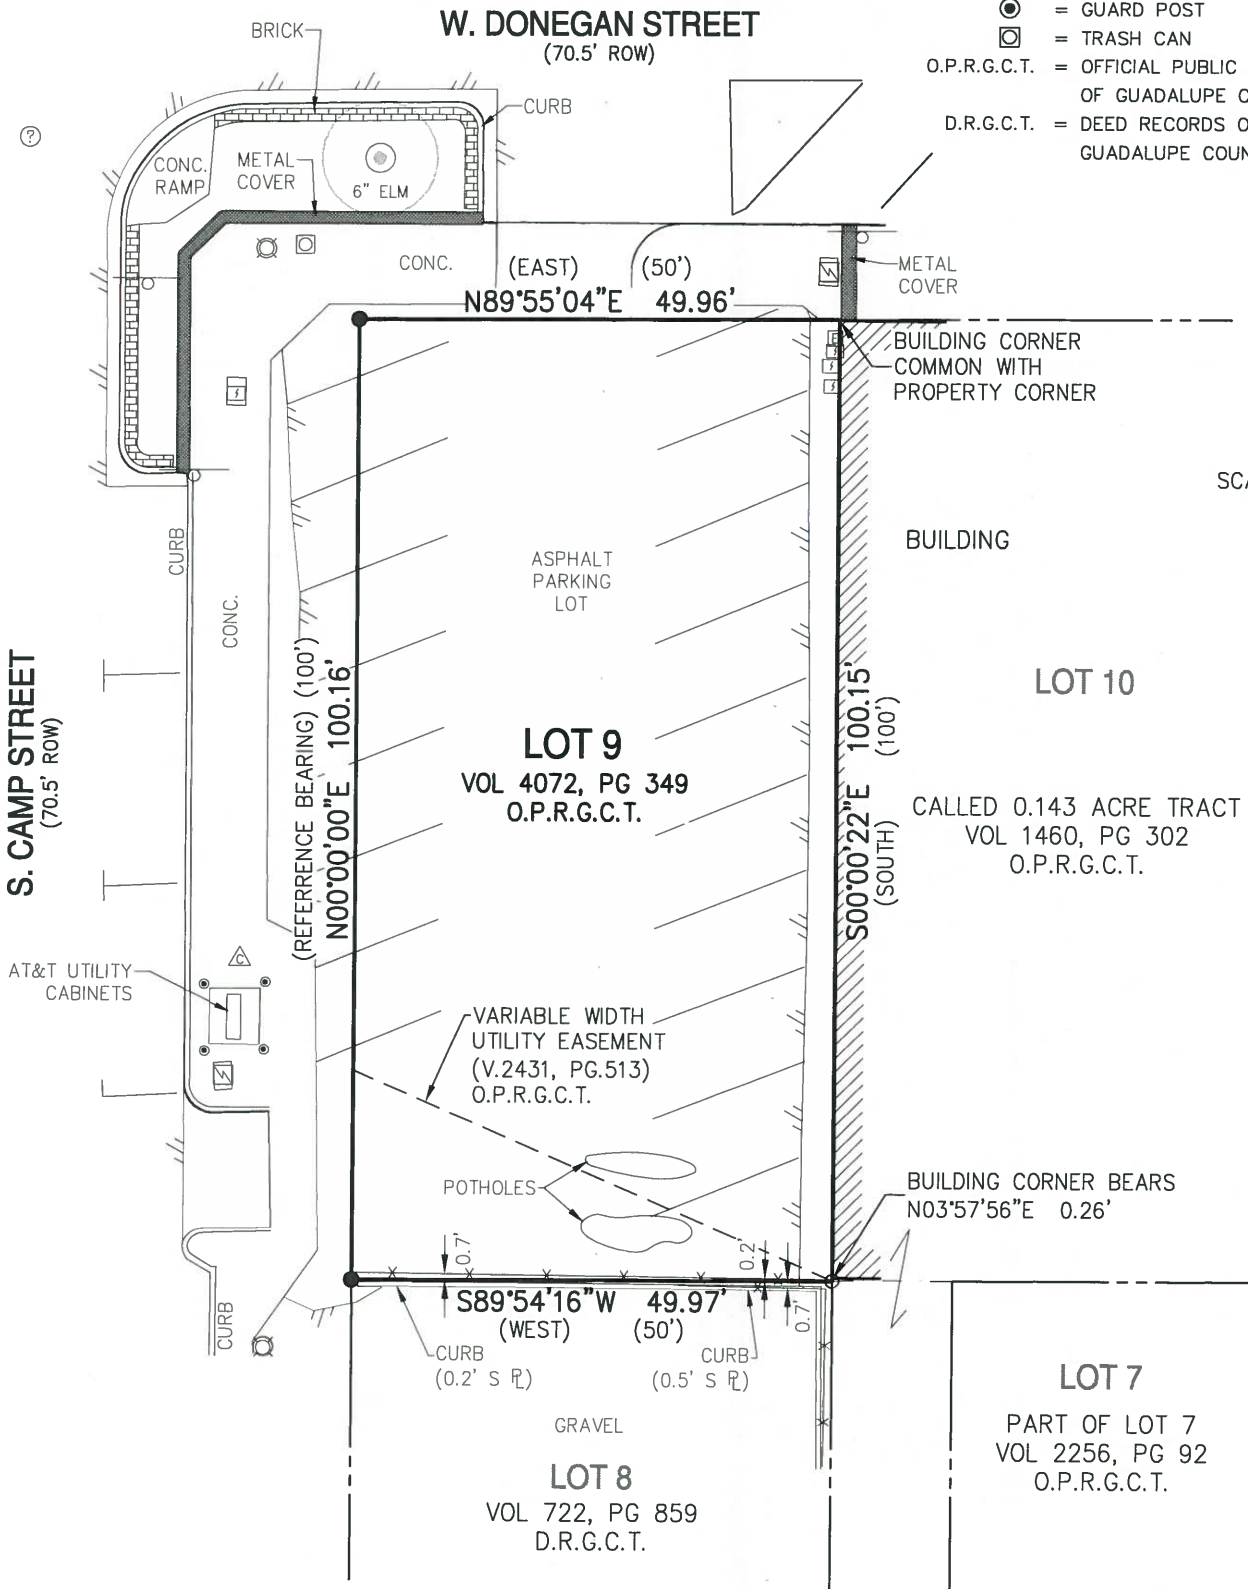 W. DONEGAN STREET
(70.5' ROW)
= GUARD POST
= TRASH CAN
O.P.R.G.C.T. = OFFICIAL PUBLIC
OF GUADALUPE
D.R.G.C.T. = DEED RECORDS
GUADALUPE
BRICK
CURB
?
CONC.
RAMP
METAL
COVER
6" ELM
CONC.
(EAST) (50')
N89°55'04"E 49.96'
METAL
COVER
BUILDING CORNER
COMMON WITH
PROPERTY CORNER
E
CURB
BUILDING
ASPHALT
PARKING
LOT
CONC.
S. CAMP STREET
(70.5' ROW)
(REFERRENCE BEARING) (100')
N00°00'00"E 100.16'
LOT 9
VOL 4072, PG 349
O.P.R.G.C.T.
S00°00'22"E 100.15'
(SOUTH) (100')
LOT 10
CALLED 0.143 ACRE TRACT
VOL 1460, PG 302
O.P.R.G.C.T.
C
AT&T UTILITY
CABINETS
VARIABLE WIDTH
UTILITY EASEMENT
(V.2431, PG.513)
O.P.R.G.C.T.
POTHOLES
BUILDING CORNER BEARS
N03°57'56"E 0.26'
0.7'
0.2'
0.7'
S89°54'16"W 49.97'
(WEST) (50')
CURB
CURB
(0.2' S PL)
CURB
(0.5' S PL)
GRAVEL
LOT 8
VOL 722, PG 859
D.R.G.C.T.
LOT 7
PART OF LOT 7
VOL 2256, PG 92
O.P.R.G.C.T.